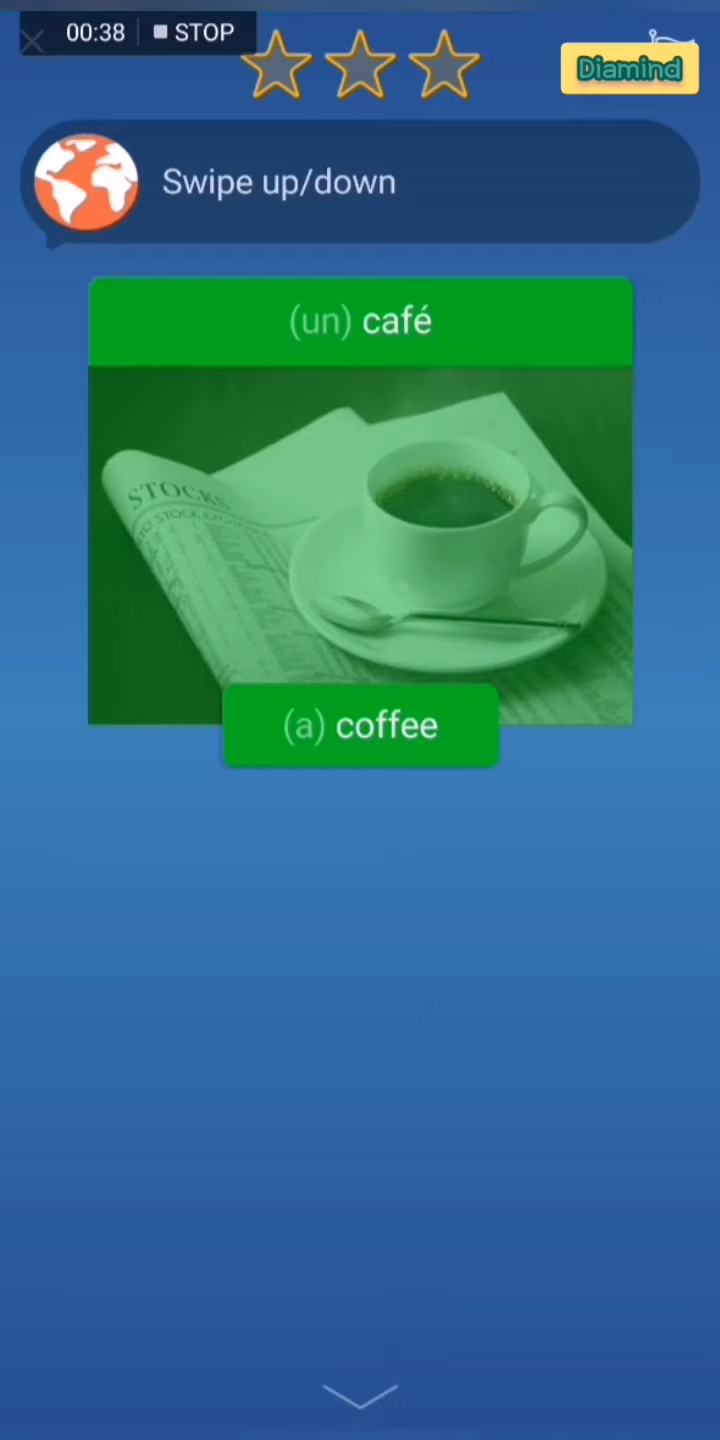 00:38 STOP
Diamind
Swipe up/down
(un) café
STOCKS
(a) coffee